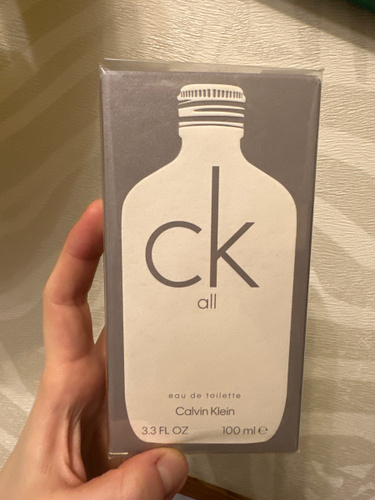 ck
all
eau de toilette
Calvin Klein
3.3 FL OZ 100 ml ℮